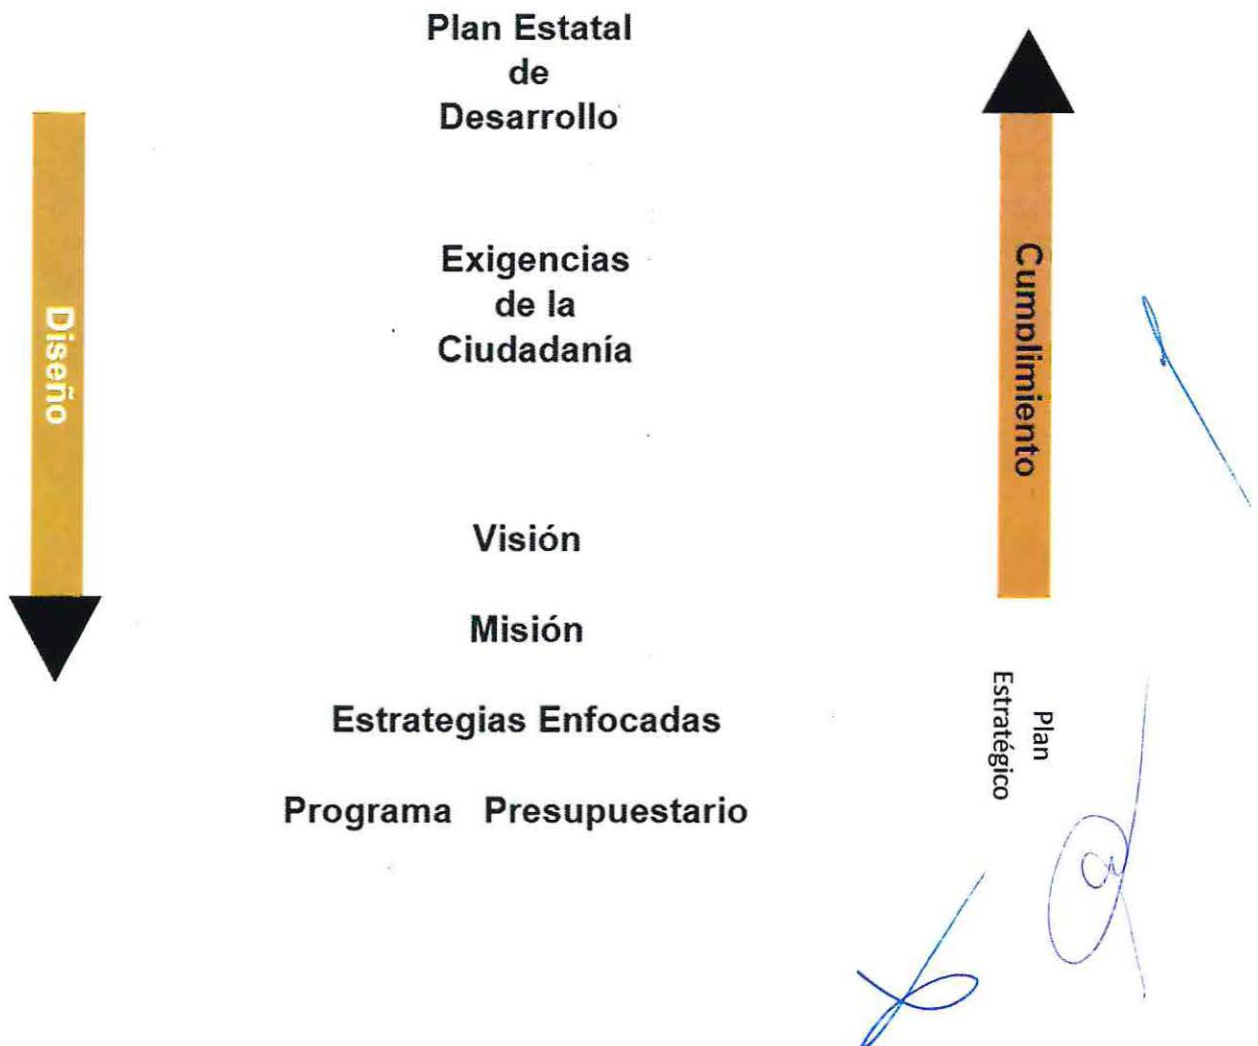 Plan Estatal
de
Desarrollo
Diseño
Exigencias
de la
Ciudadanía
Cumplimiento
Visión
Misión
Estrategias Enfocadas
Plan
Estratégico
Programa Presupuestario